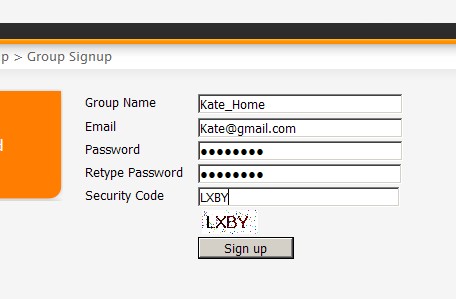 p > Group Signup
d
Group Name Kate_Home
Email Kate@gmail.com
Password ●●●●●●●●
Retype Password ●●●●●●●●
Security Code LXBY
LXBY
Sign up